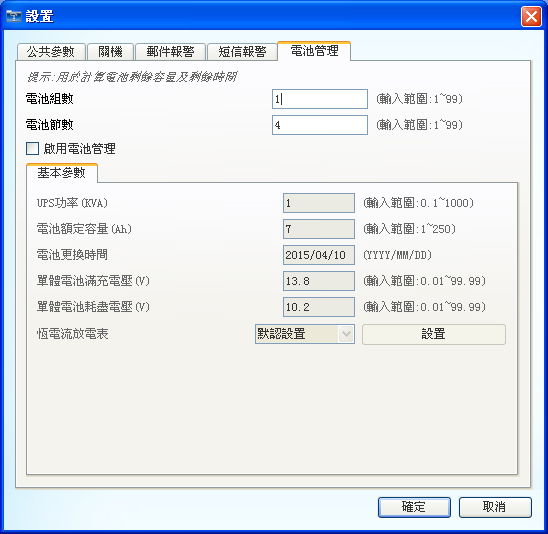 設置
公共參數 關機 郵件報警 短信報警 電池管理
提示:用於計算電池剩餘容量及剩餘時間
電池組數 1 (輸入範圍:1~99)
電池節數 4 (輸入範圍:1~99)
啟用電池管理
基本參數
UPS功率(KVA) 1 (輸入範圍:0.1~1000)
電池額定容量(Ah) 7 (輸入範圍:1~250)
電池更換時間 2015/04/10 (YYYY/MM/DD)
單體電池滿充電壓(V) 13.8 (輸入範圍:0.01~99.99)
單體電池耗盡電壓(V) 10.2 (輸入範圍:0.01~99.99)
恆電流放電表 默認設置 設置
確定 取消